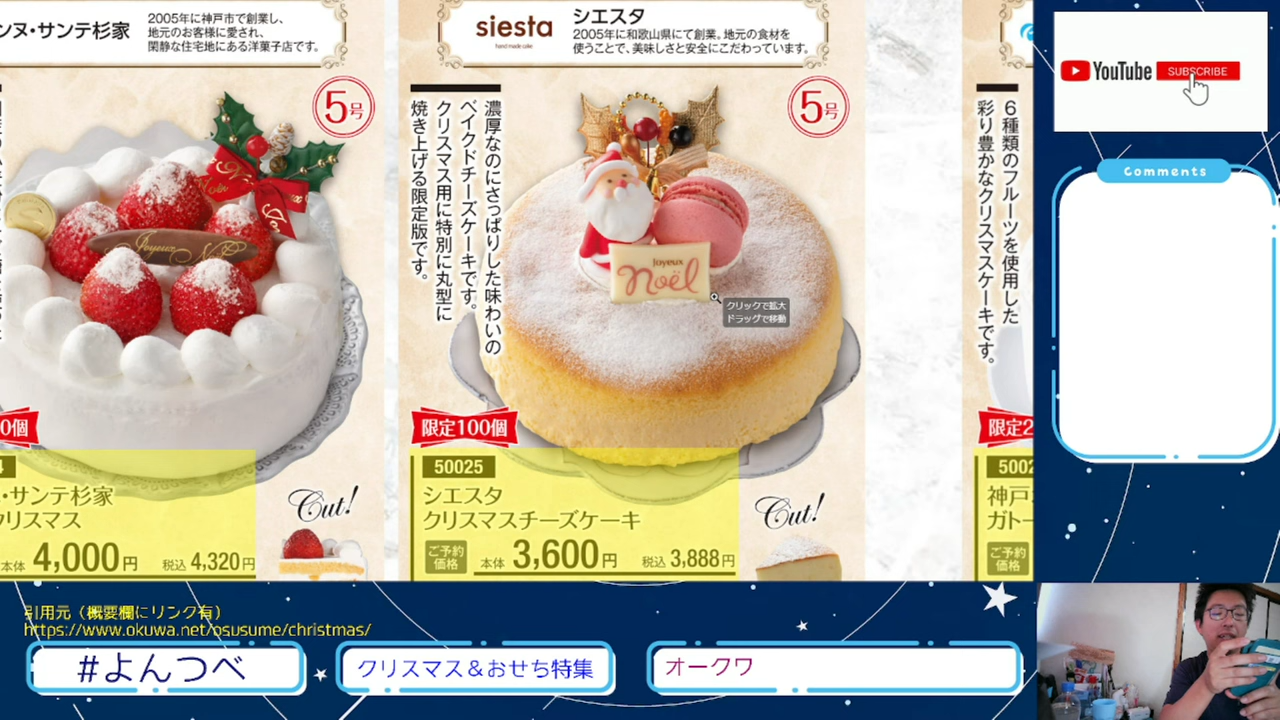 ンヌ・サンテ杉家
2005年に神戸市で創業し、
地元のお客様に愛され、
閑静な住宅地にある洋菓子店です。
5号
Joyeux
0個
4
ヌ・サンテ杉家
クリスマス
本体 4,000円 税込 4,320円
Cut!
siesta
hand made cake
シエスタ
2005年に和歌山県にて創業。地元の食材を
使うことで、美味しさと安全にこだわっています。
5号
濃厚なのにさっぱりした味わいの
ベイクドチーズケーキです。
クリスマス用に特別に丸型に
焼き上げる限定版です。
Joyeux
noël
クリックで拡大
ドラッグで移動
限定100個
50025
シエスタ
クリスマスチーズケーキ
ご予約
価格
本体 3,600円 税込 3,888円
Cut!
6種類のフルーツを使用した
彩り豊かなクリスマスケーキです。
限定2
5002
神戸
ガトー
ご予約
価格
YouTube
SUBSCRIBE
Comments
引用元（概要欄にリンク有）
https://www.okuwa.net/osusume/christmas/
#よんつべ
クリスマス＆おせち特集
オークワ